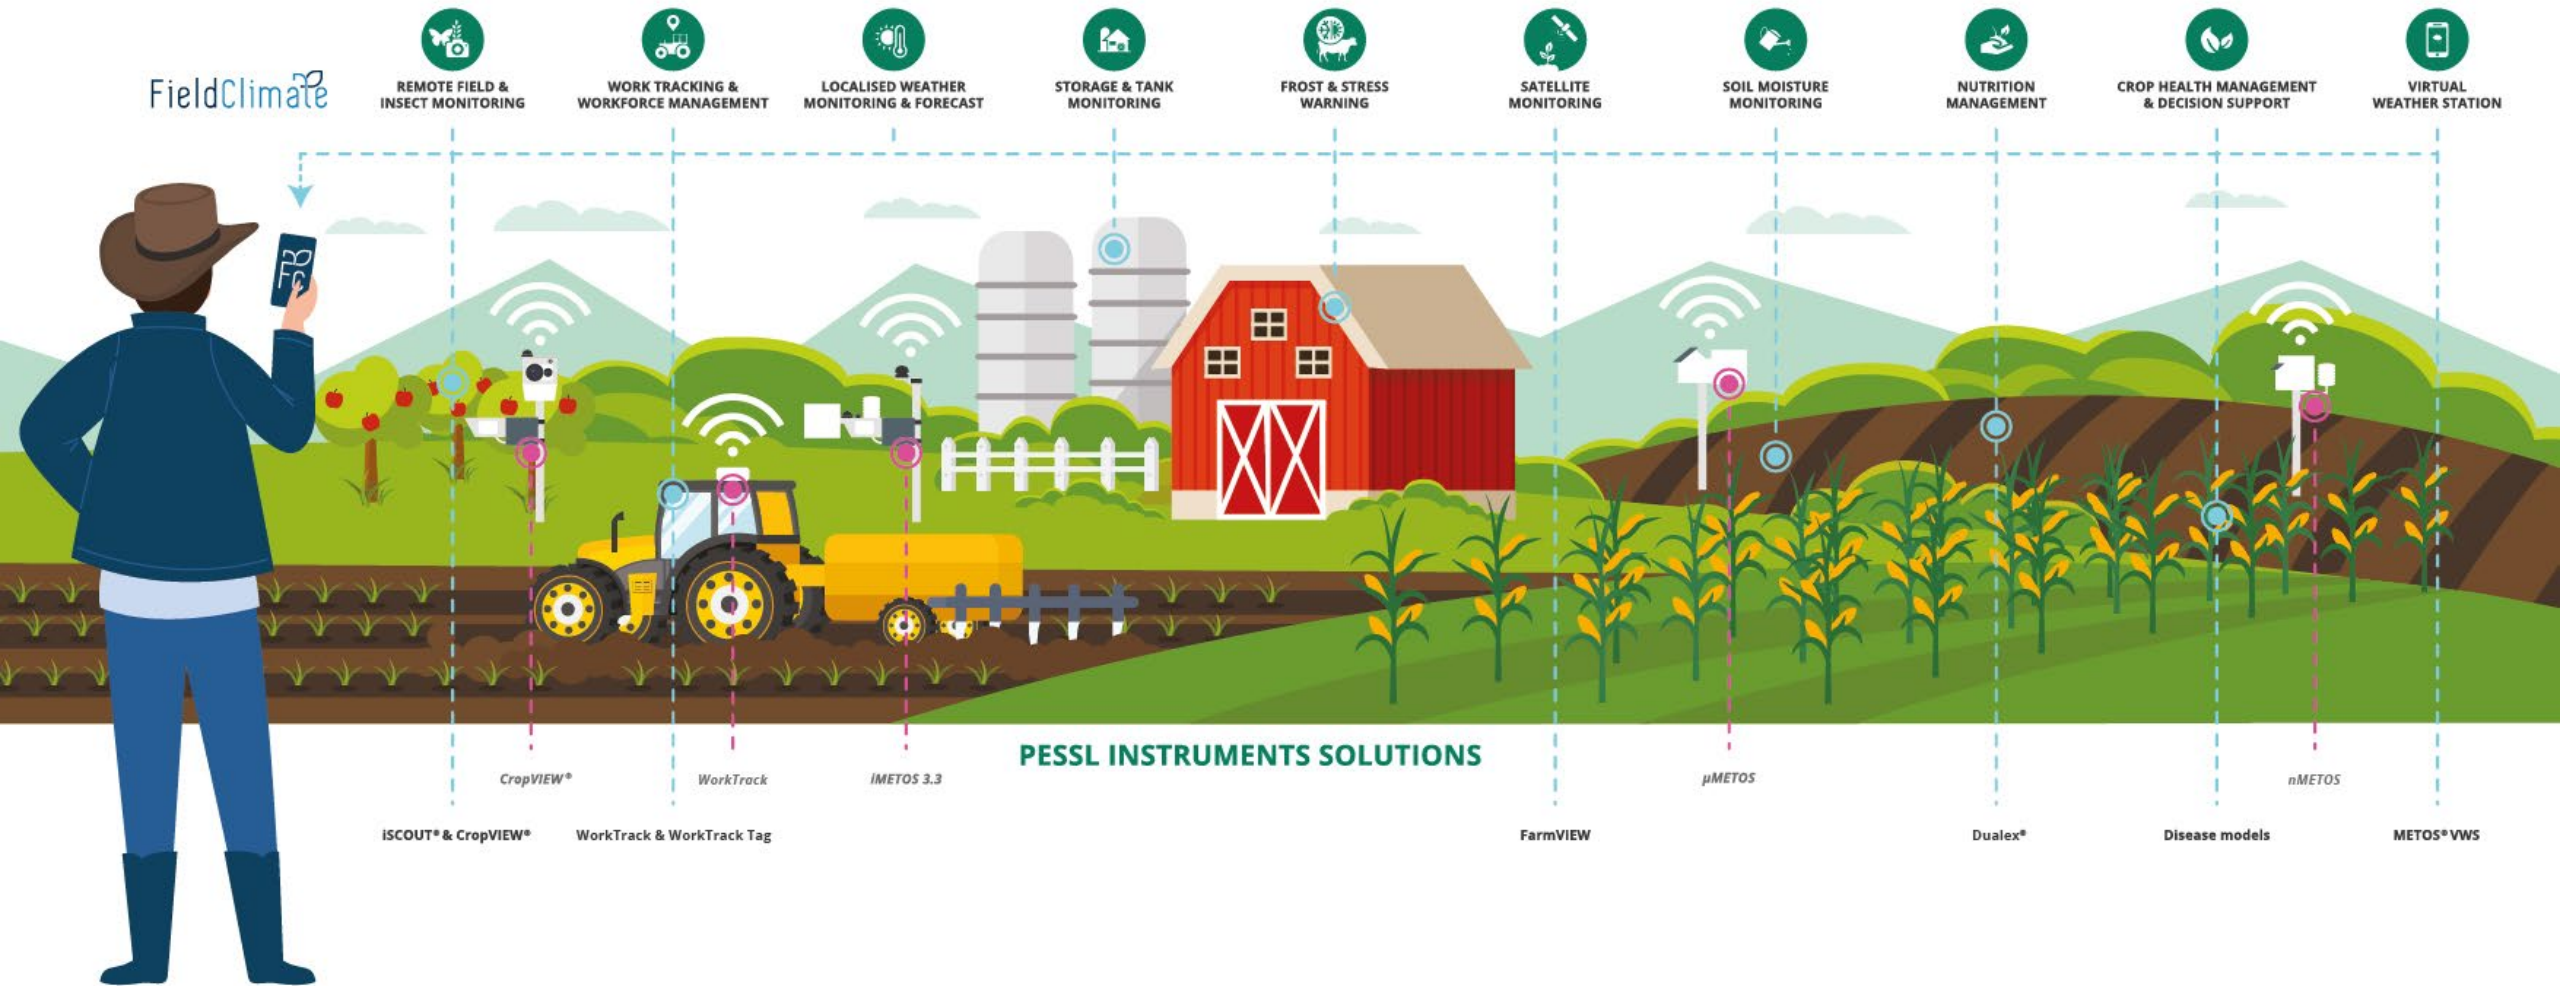 FieldClimate
REMOTE FIELD &
INSECT MONITORING
WORK TRACKING &
WORKFORCE MANAGEMENT
LOCALISED WEATHER
MONITORING & FORECAST
STORAGE & TANK
MONITORING
FROST & STRESS
WARNING
SATELLITE
MONITORING
SOIL MOISTURE
MONITORING
NUTRITION
MANAGEMENT
CROP HEALTH MANAGEMENT
& DECISION SUPPORT
VIRTUAL
WEATHER STATION
PESSL INSTRUMENTS SOLUTIONS
CropVIEW®
WorkTrack
iMETOS 3.3
µMETOS
nMETOS
iSCOUT® & CropVIEW®
WorkTrack & WorkTrack Tag
FarmVIEW
Dualex®
Disease models
METOS® VWS